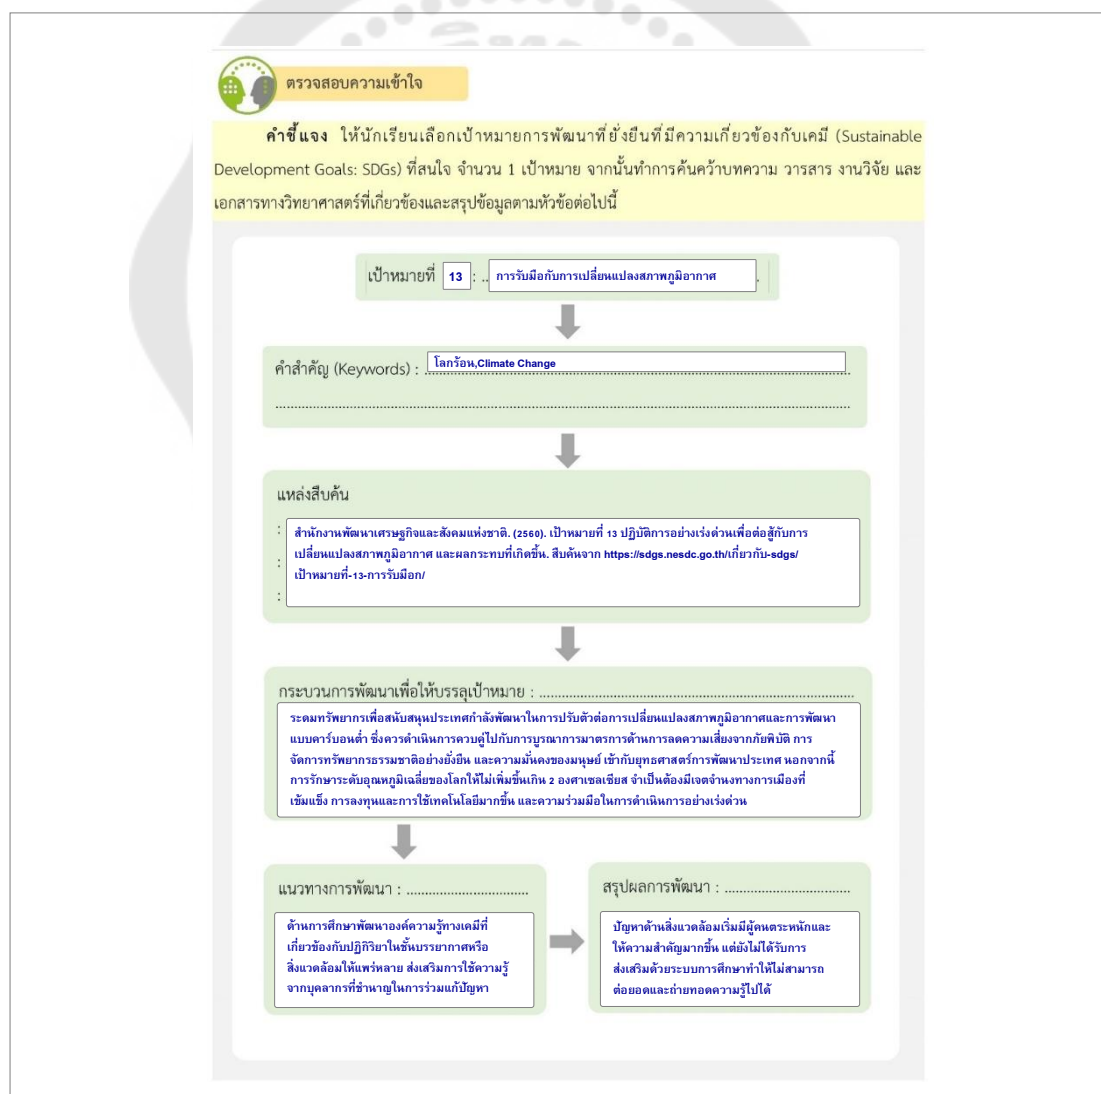 ตรวจสอบความเข้าใจ
คำชี้แจง ให้นักเรียนเลือกเป้าหมายการพัฒนาที่ยั่งยืนที่มีความเกี่ยวข้องกับเคมี (Sustainable
Development Goals: SDGs) ที่สนใจ จำนวน 1 เป้าหมาย จากนั้นทำการค้นคว้าบทความ วารสาร งานวิจัย และ
เอกสารทางวิทยาศาสตร์ที่เกี่ยวข้องและสรุปข้อมูลตามหัวข้อต่อไปนี้
เป้าหมายที่ 13 : .. การรับมือกับการเปลี่ยนแปลงสภาพภูมิอากาศ .
คำสำคัญ (Keywords) : โลกร้อน,Climate Change
แหล่งสืบค้น
: สำนักงานพัฒนาเศรษฐกิจและสังคมแห่งชาติ. (2560). เป้าหมายที่ 13 ปฏิบัติการอย่างเร่งด่วนเพื่อต่อสู้กับการ
: เปลี่ยนแปลงสภาพภูมิอากาศ และผลกระทบที่เกิดขึ้น. สืบค้นจาก https://sdgs.nesdc.go.th/เกี่ยวกับ-sdgs/
เป้าหมายที่-13-การรับมือก/
:
กระบวนการพัฒนาเพื่อให้บรรลุเป้าหมาย : ....................................................................................
ระดมทรัพยากรเพื่อสนับสนุนประเทศกำลังพัฒนาในการปรับตัวต่อการเปลี่ยนแปลงสภาพภูมิอากาศและการพัฒนา
แบบคาร์บอนต่ำ ซึ่งควรดำเนินการควบคู่ไปกับการบูรณาการมาตรการด้านการลดความเสี่ยงจากภัยพิบัติ การ
จัดการทรัพยากรธรรมชาติอย่างยั่งยืน และความมั่นคงของมนุษย์ เข้ากับยุทธศาสตร์การพัฒนาประเทศ นอกจากนี้
การรักษาระดับอุณหภูมิเฉลี่ยของโลกให้ไม่เพิ่มขึ้นเกิน 2 องศาเซลเซียส จำเป็นต้องมีเจตจำนงทางการเมืองที่
เข้มแข็ง การลงทุนและการใช้เทคโนโลยีมากขึ้น และความร่วมมือในการดำเนินการอย่างเร่งด่วน
แนวทางการพัฒนา : .................................
ด้านการศึกษาพัฒนาองค์ความรู้ทางเคมีที่
เกี่ยวข้องกับปฏิกิริยาในชั้นบรรยากาศหรือ
สิ่งแวดล้อมให้แพร่หลาย ส่งเสริมการใช้ความรู้
จากบุคลากรที่ชำนาญในการร่วมแก้ปัญหา
สรุปผลการพัฒนา : ..................................
ปัญหาด้านสิ่งแวดล้อมเริ่มมีผู้คนตระหนักและ
ให้ความสำคัญมากขึ้น แต่ยังไม่ได้รับการ
ส่งเสริมด้วยระบบการศึกษาทำให้ไม่สามารถ
ต่อยอดและถ่ายทอดความรู้ไปได้